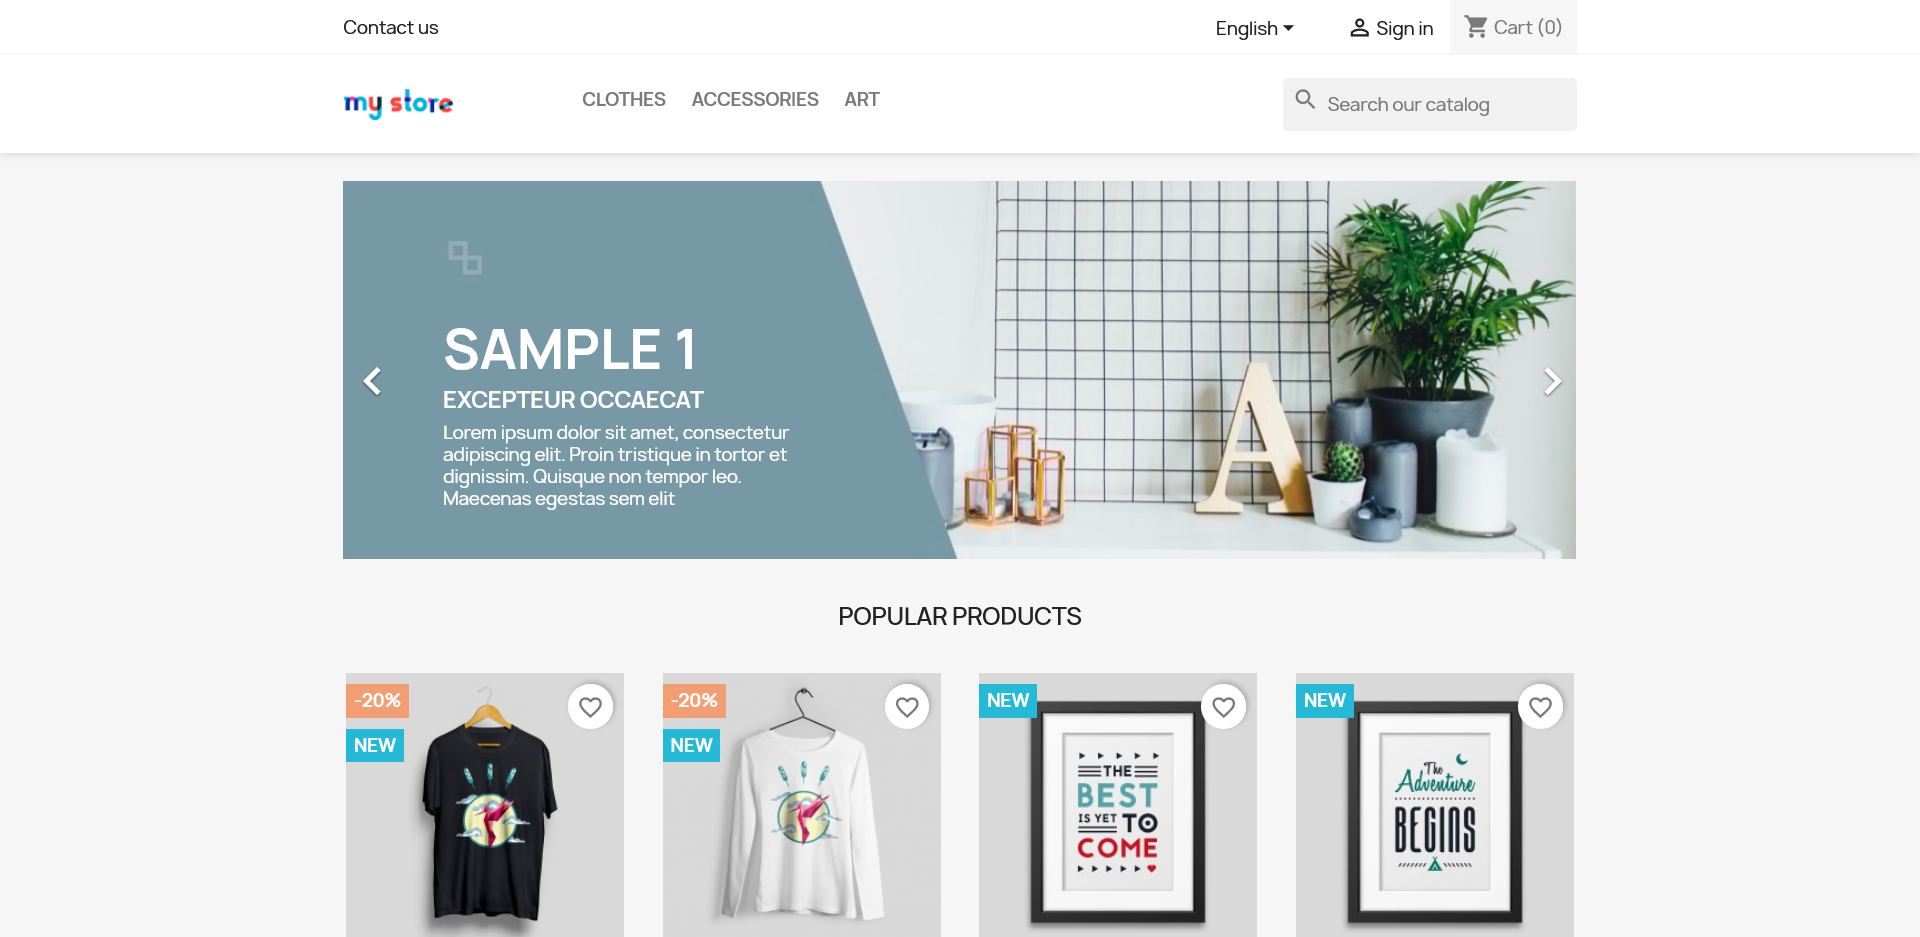 Contact us
English
Sign in
Cart (0)
my store
CLOTHES
ACCESSORIES
ART
Search our catalog
SAMPLE 1
EXCEPTEUR OCCAECAT
Lorem ipsum dolor sit amet, consectetur
adipiscing elit. Proin tristique in tortor et
dignissim. Quisque non tempor leo.
Maecenas egestas sem elit
A
POPULAR PRODUCTS
-20%
NEW
-20%
NEW
NEW
THE
BEST
IS YET TO
COME
NEW
The
Adventure
BEGINS